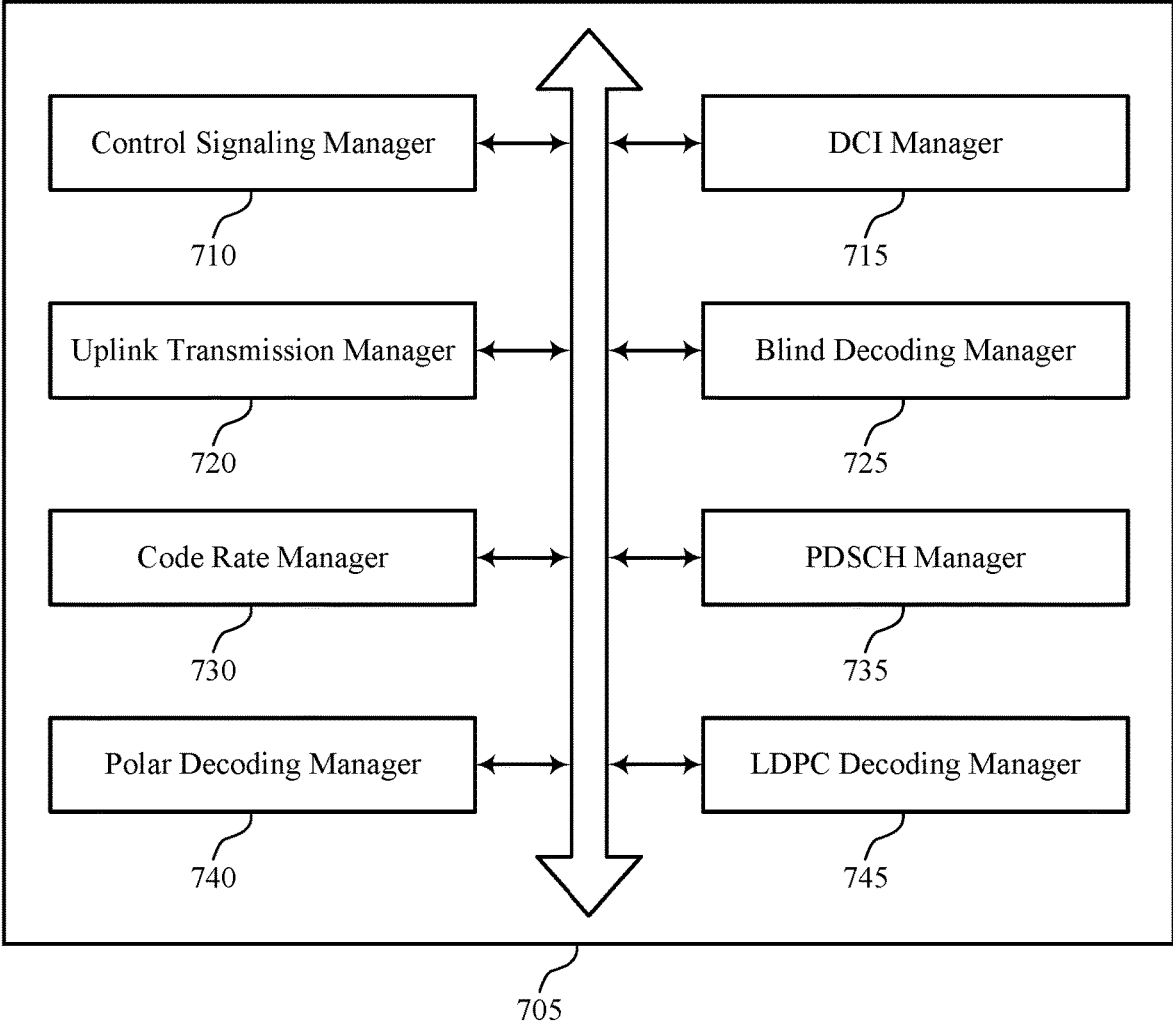 Control Signaling Manager
710
DCI Manager
715
Uplink Transmission Manager
720
Blind Decoding Manager
725
Code Rate Manager
730
PDSCH Manager
735
Polar Decoding Manager
740
LDPC Decoding Manager
745
705